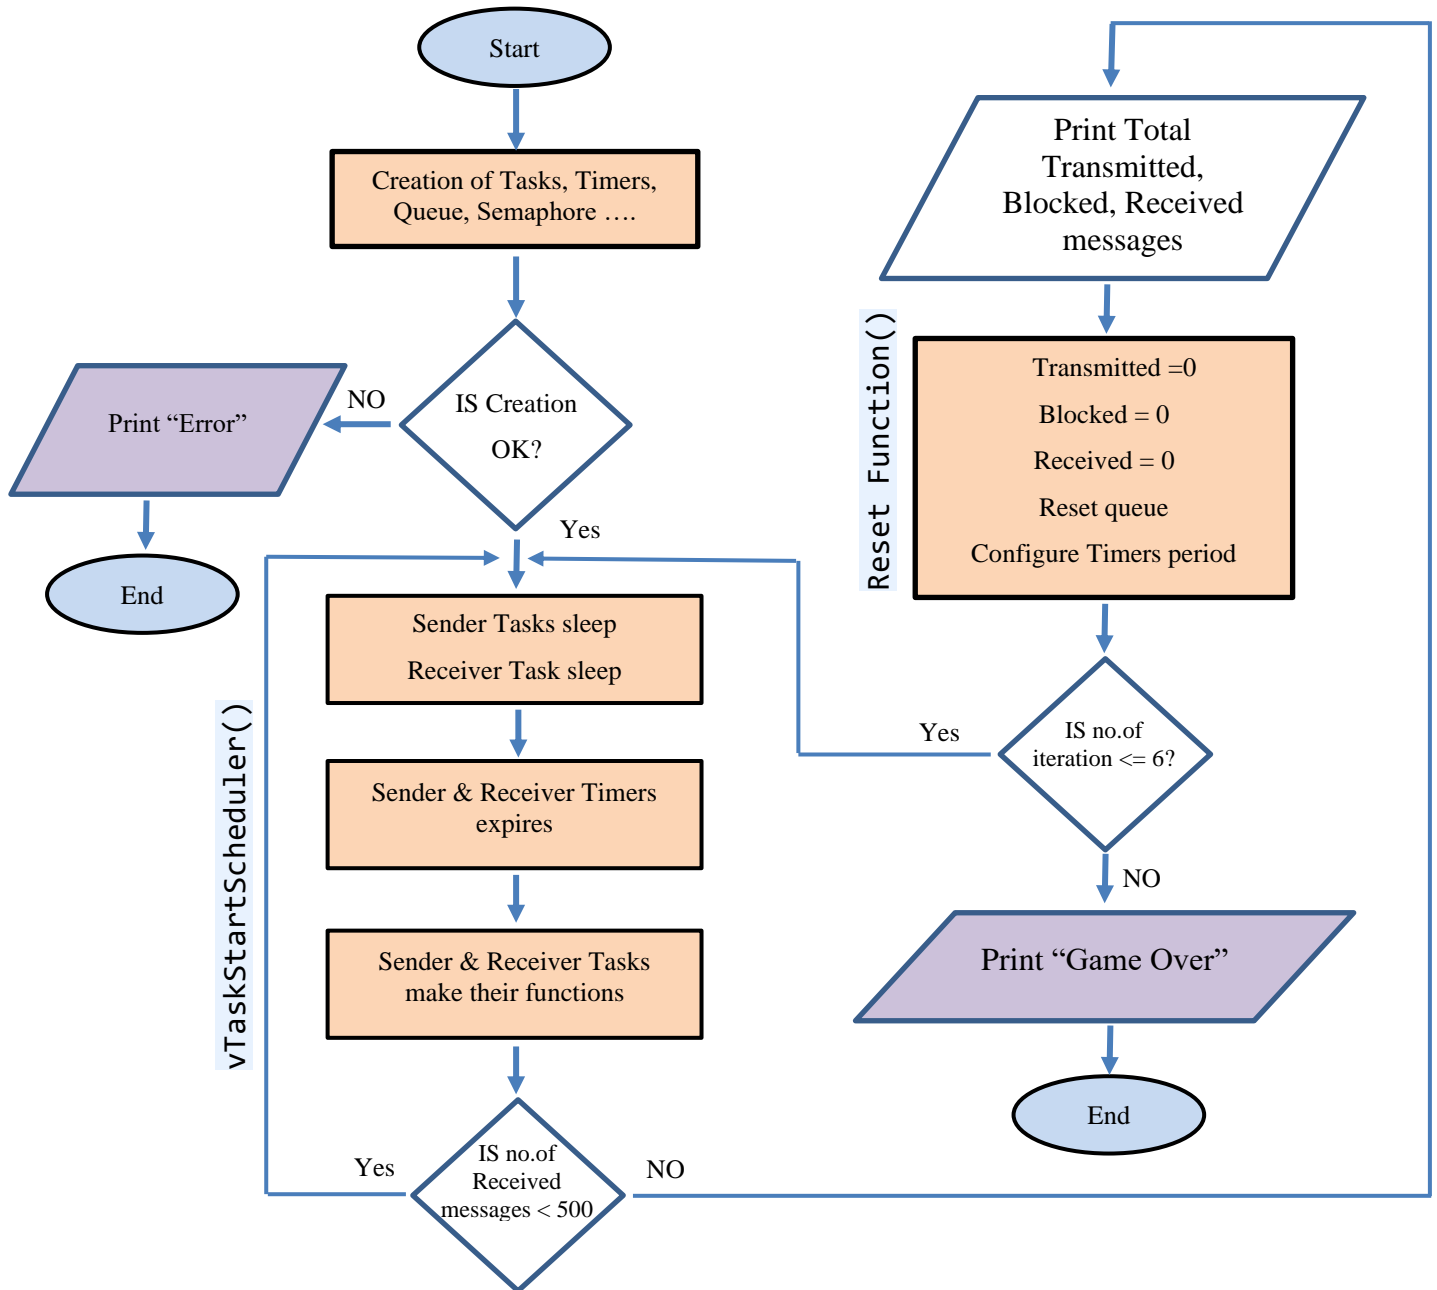 Start
Creation of Tasks, Timers,
Queue, Semaphore ….
IS Creation
OK?
NO
Print “Error”
End
Yes
Sender Tasks sleep
Receiver Task sleep
Sender & Receiver Timers
expires
Sender & Receiver Tasks
make their functions
vTaskStartScheduler()
IS no.of
Received
messages < 500
Yes
NO
Print Total
Transmitted,
Blocked, Received
messages
Reset Function()
Transmitted =0
Blocked = 0
Received = 0
Reset queue
Configure Timers period
IS no.of
iteration <= 6?
Yes
NO
Print “Game Over”
End